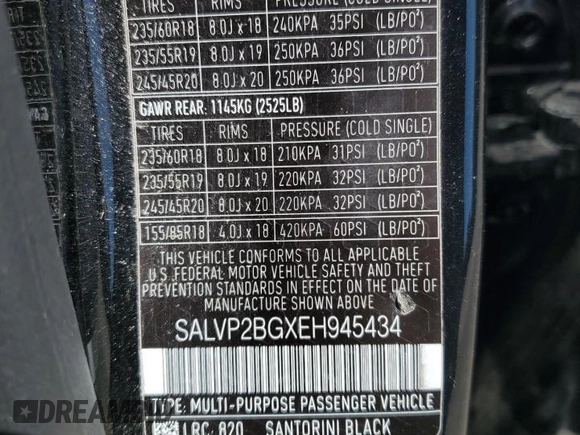 TIRES RIMS PRESSURE (COLD SINGLE)
235/60R18 8.0J x 18 240KPA 35PSI (LB/PO²)
235/55R19 8.0J x 19 250KPA 36PSI (LB/PO²)
245/45R20 8.0J x 20 250KPA 36PSI (LB/PO²)
GAWR REAR: 1145KG (2525LB)
TIRES RIMS PRESSURE (COLD SINGLE)
235/60R18 8.0J x 18 210KPA 31PSI (LB/PO²)
235/55R19 8.0J x 19 220KPA 32PSI (LB/PO²)
245/45R20 8.0J x 20 220KPA 32PSI (LB/PO²)
155/85R18 4.0J x 18 420KPA 60PSI (LB/PO²)
THIS VEHICLE CONFORMS TO ALL APPLICABLE
U.S. FEDERAL MOTOR VEHICLE SAFETY AND THEFT
PREVENTION STANDARDS IN EFFECT ON THE DATE OF
MANUFACTURE SHOWN ABOVE
SALVP2BGXEH945434
TYPE: MULTI-PURPOSE PASSENGER VEHICLE
LRC: 820 SANTORINI BLACK